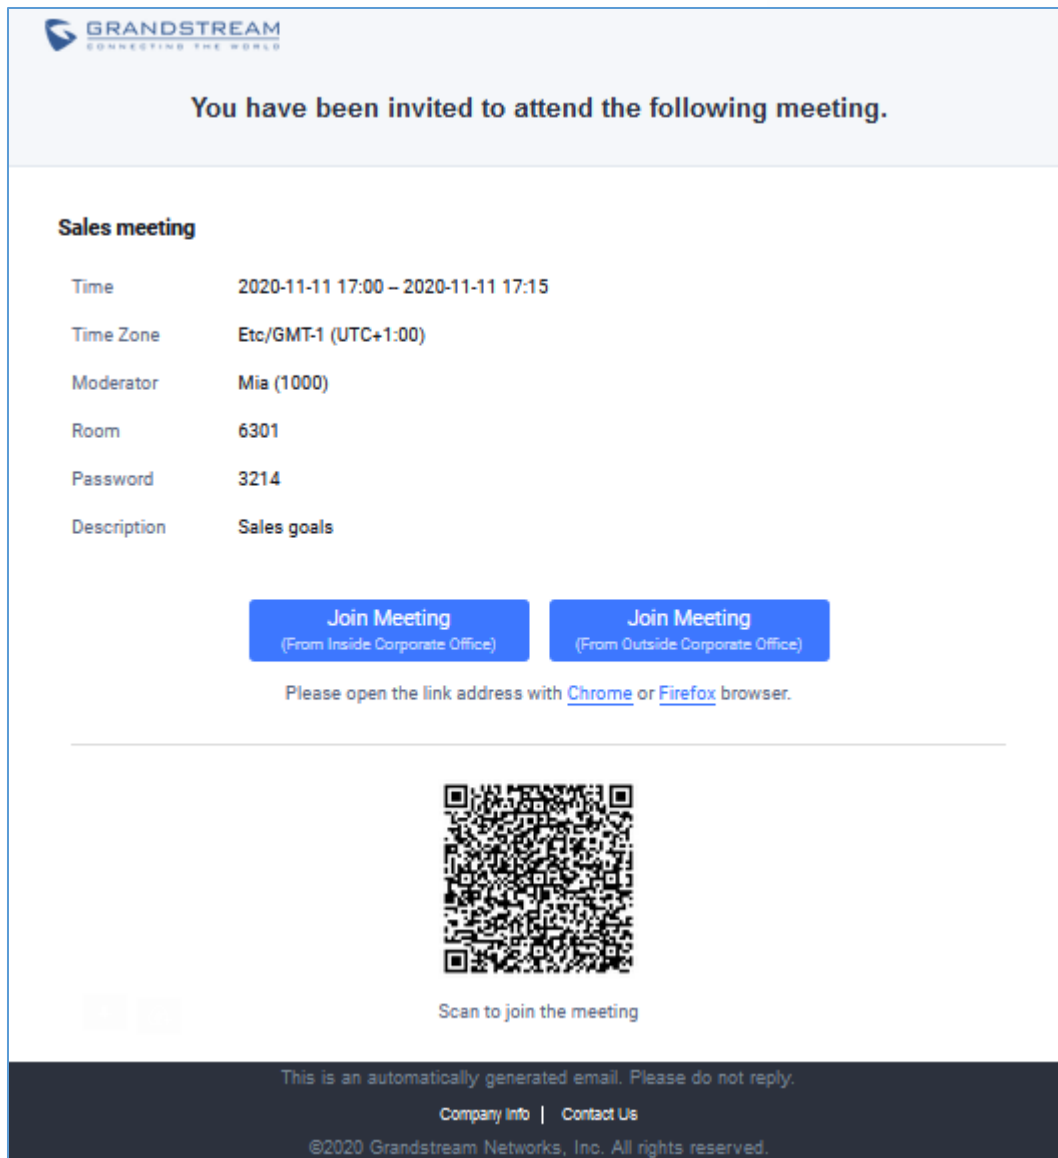 GRANDSTREAM
CONNECTING THE WORLD
You have been invited to attend the following meeting.
Sales meeting
Time 2020-11-11 17:00 – 2020-11-11 17:15
Time Zone Etc/GMT-1 (UTC+1:00)
Moderator Mia (1000)
Room 6301
Password 3214
Description Sales goals
Join Meeting Join Meeting
(From Inside Corporate Office) (From Outside Corporate Office)
Please open the link address with Chrome or Firefox browser.
Scan to join the meeting
This is an automatically generated email. Please do not reply.
Company Info | Contact Us
©2020 Grandstream Networks, Inc. All rights reserved.